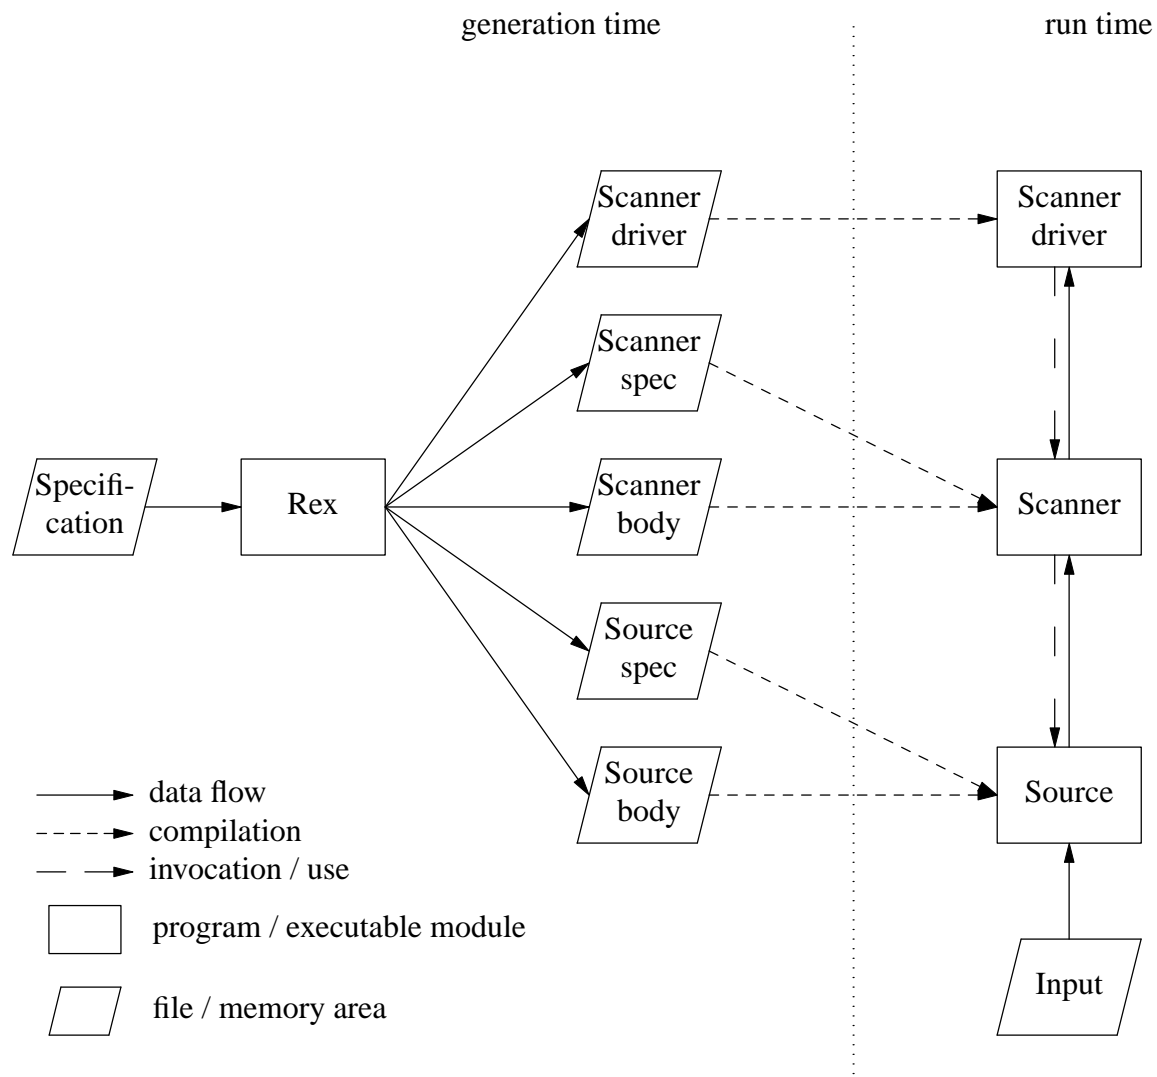 generation time
run time
Scanner
driver
Scanner
driver
Scanner
spec
Specifi-
cation
Rex
Scanner
body
Scanner
Source
spec
Source
body
Source
data flow
compilation
invocation / use
program / executable module
file / memory area
Input